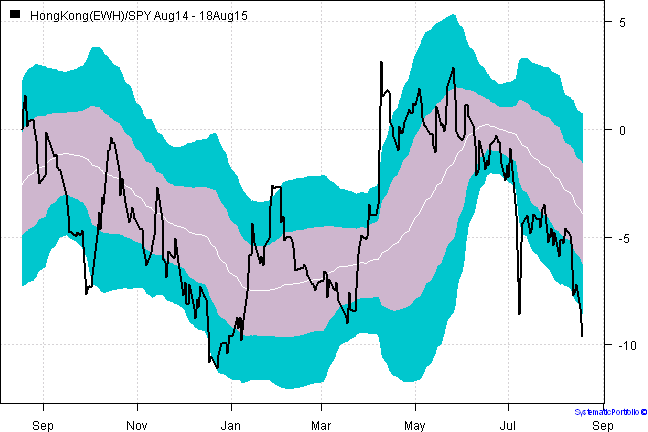 HongKong(EWH)/SPY Aug14 - 18Aug15
5
0
-5
-10
SystematicPortfolio ©
Sep Nov Jan Mar May Jul Sep